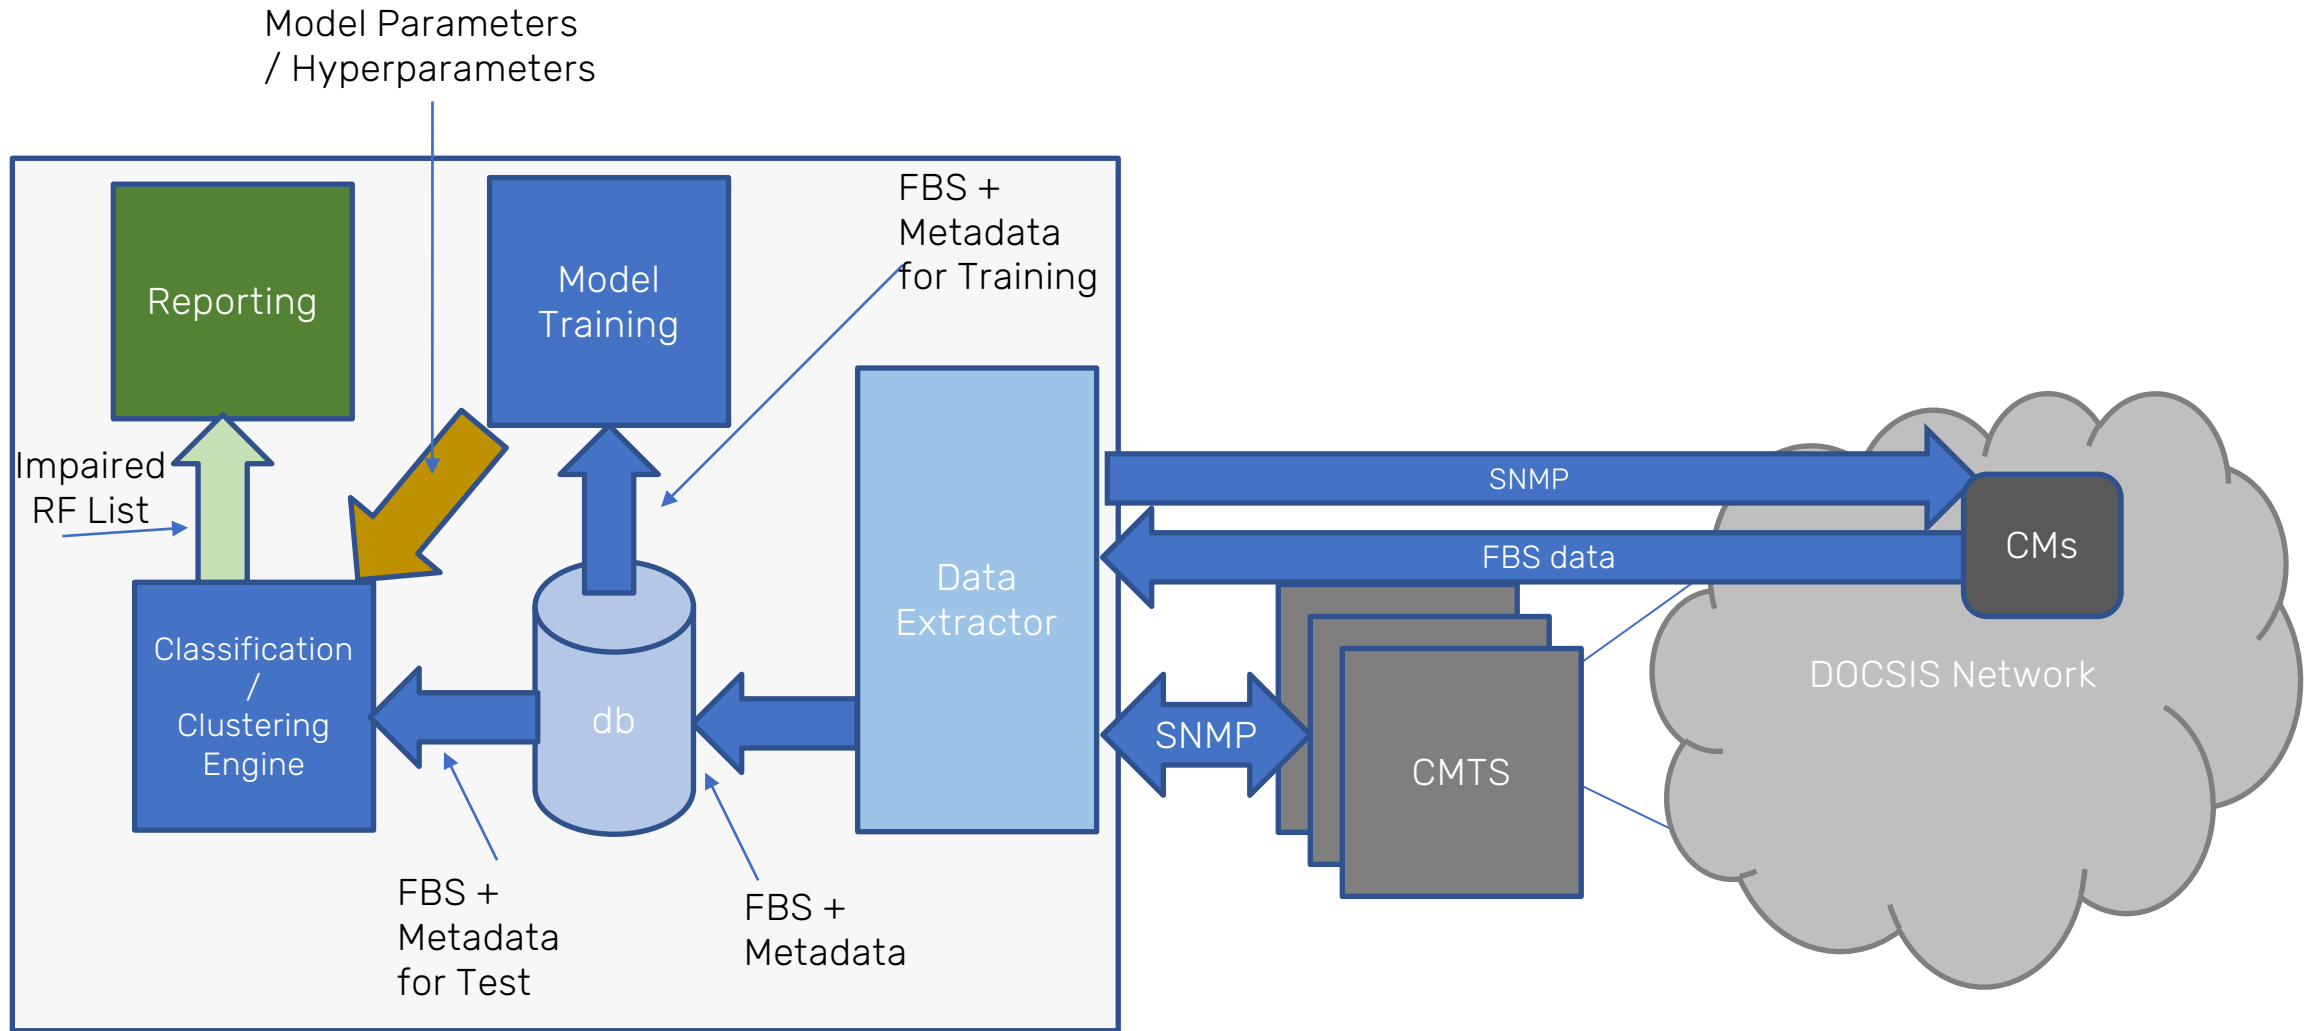 Model Parameters
/ Hyperparameters
FBS +
Metadata
for Training
Reporting
Model
Training
Impaired
RF List
Classification
/
Clustering
Engine
db
Data
Extractor
SNMP
FBS data
CMs
SNMP
CMTS
DOCSIS Network
FBS +
Metadata
for Test
FBS +
Metadata